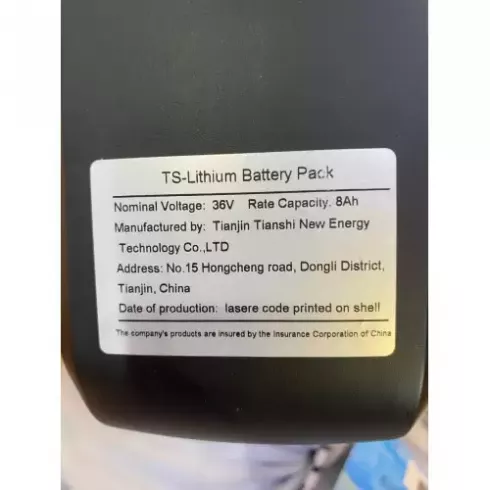 TS-Lithium Battery Pack
Nominal Voltage: 36V Rate Capacity. 8Ah
Manufactured by: Tianjin Tianshi New Energy
Technology Co.,LTD
Address: No.15 Hongcheng road, Dongli District,
Tianjin, China
Date of production: lasere code printed on shell
The company's products are insured by the Insurance Corporation of China